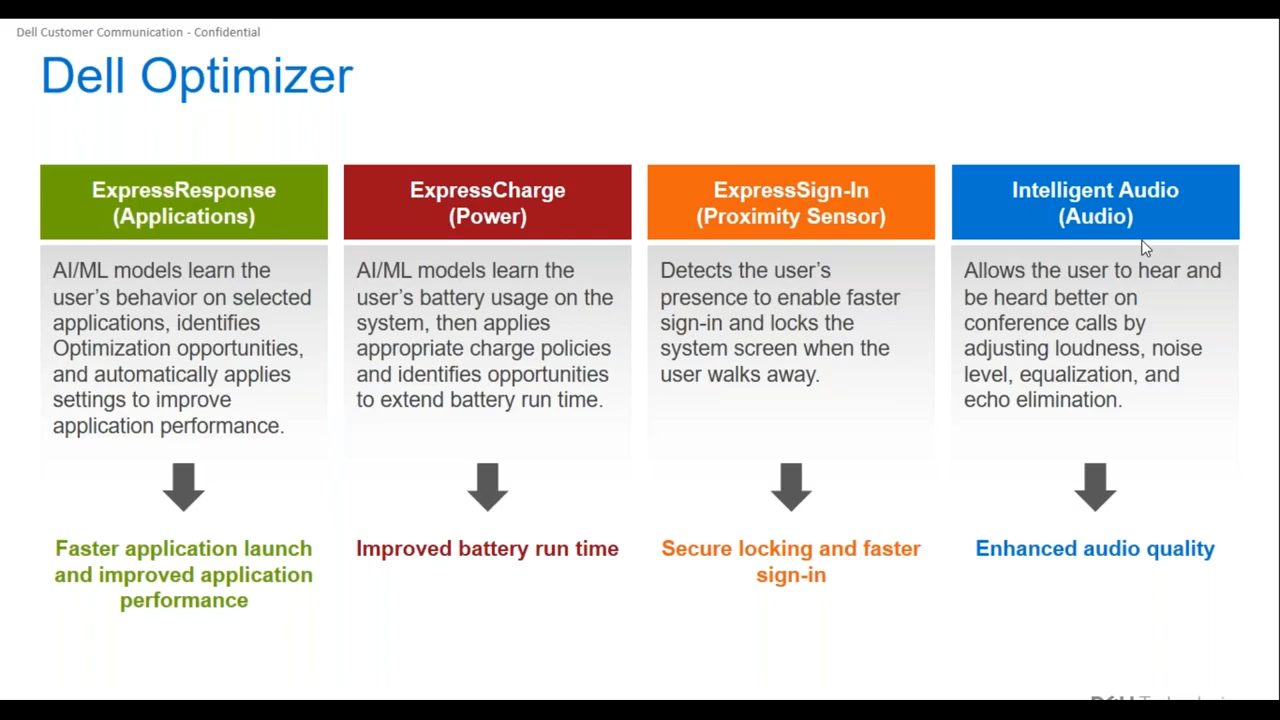 Dell Customer Communication - Confidential
Dell Optimizer
ExpressResponse
(Applications)
AI/ML models learn the
user's behavior on selected
applications, identifies
Optimization opportunities,
and automatically applies
settings to improve
application performance.
Faster application launch
and improved application
performance
ExpressCharge
(Power)
AI/ML models learn the
user's battery usage on the
system, then applies
appropriate charge policies
and identifies opportunities
to extend battery run time.
Improved battery run time
ExpressSign-In
(Proximity Sensor)
Detects the user's
presence to enable faster
sign-in and locks the
system screen when the
user walks away.
Secure locking and faster
sign-in
Intelligent Audio
(Audio)
Allows the user to hear and
be heard better on
conference calls by
adjusting loudness, noise
level, equalization, and
echo elimination.
Enhanced audio quality